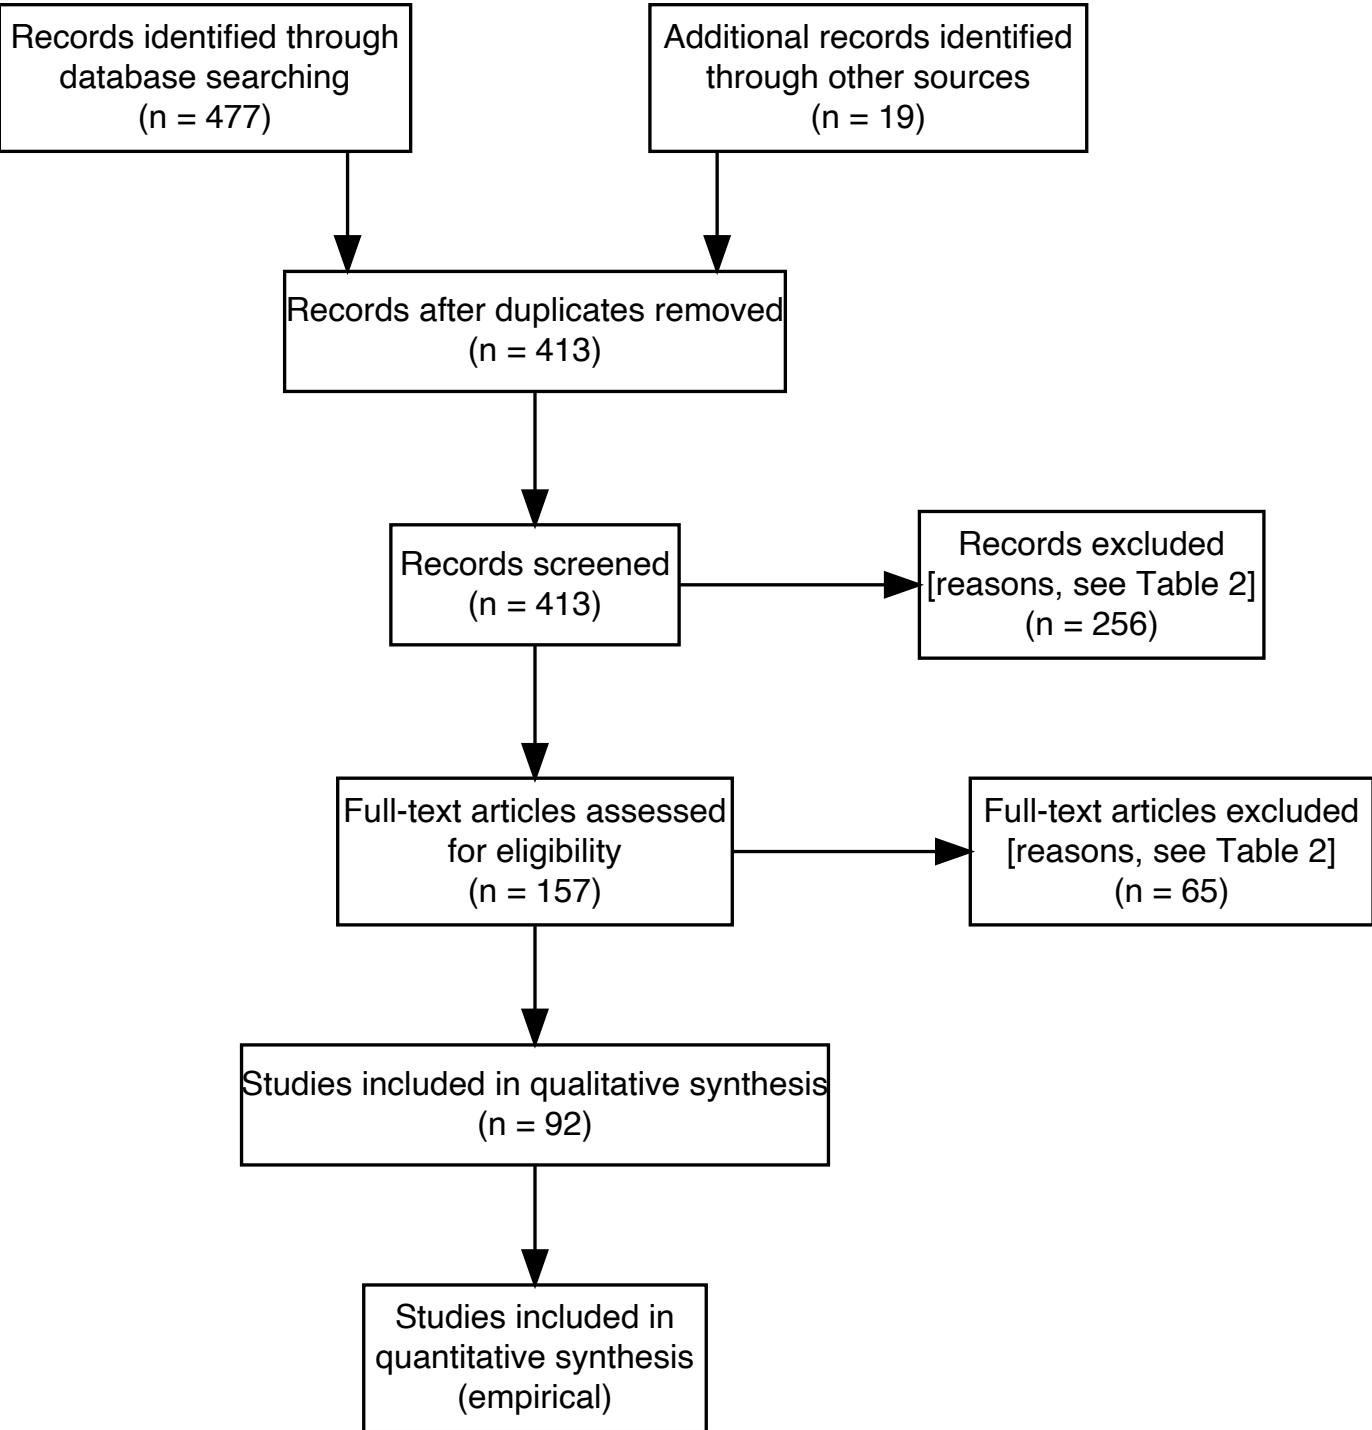 Records identified through
database searching
(n = 477)
Additional records identified
through other sources
(n = 19)
Records after duplicates removed
(n = 413)
Records screened
(n = 413)
Records excluded
[reasons, see Table 2]
(n = 256)
Full-text articles assessed
for eligibility
(n = 157)
Full-text articles excluded
[reasons, see Table 2]
(n = 65)
Studies included in qualitative synthesis
(n = 92)
Studies included in
quantitative synthesis
(empirical)